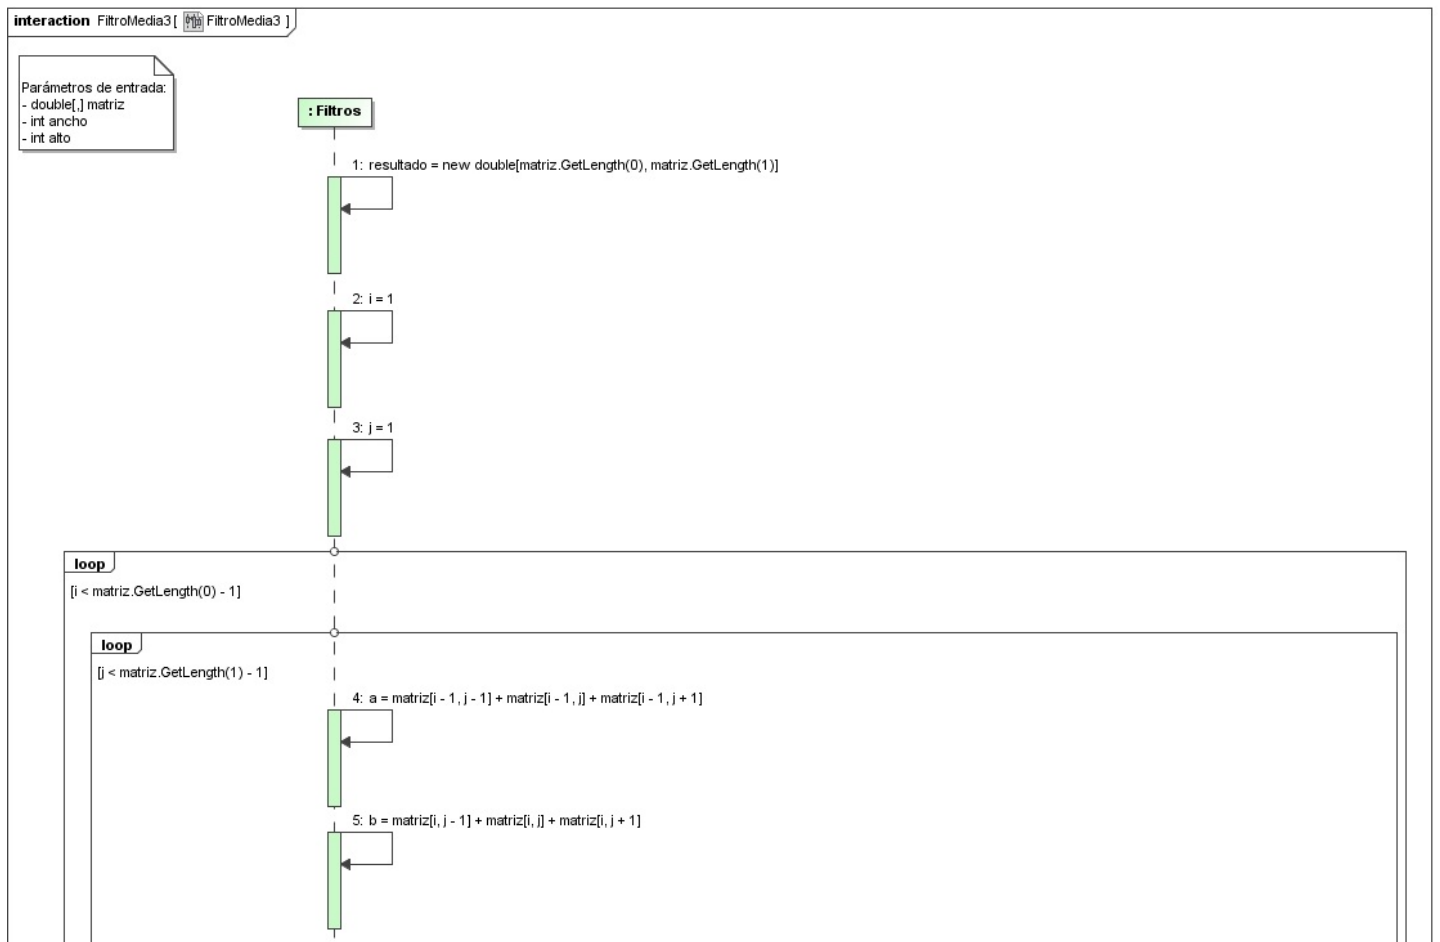 interaction FiltroMedia3[ FiltroMedia3 ]
Parámetros de entrada:
- double[,] matriz
- int ancho
- int alto
: Filtros
1: resultado = new double[matriz.GetLength(0), matriz.GetLength(1)]
2: i = 1
3: j = 1
loop
[i < matriz.GetLength(0) - 1]
loop
[j < matriz.GetLength(1) - 1]
4: a = matriz[i - 1, j - 1] + matriz[i - 1, j] + matriz[i - 1, j + 1]
5: b = matriz[i, j - 1] + matriz[i, j] + matriz[i, j + 1]